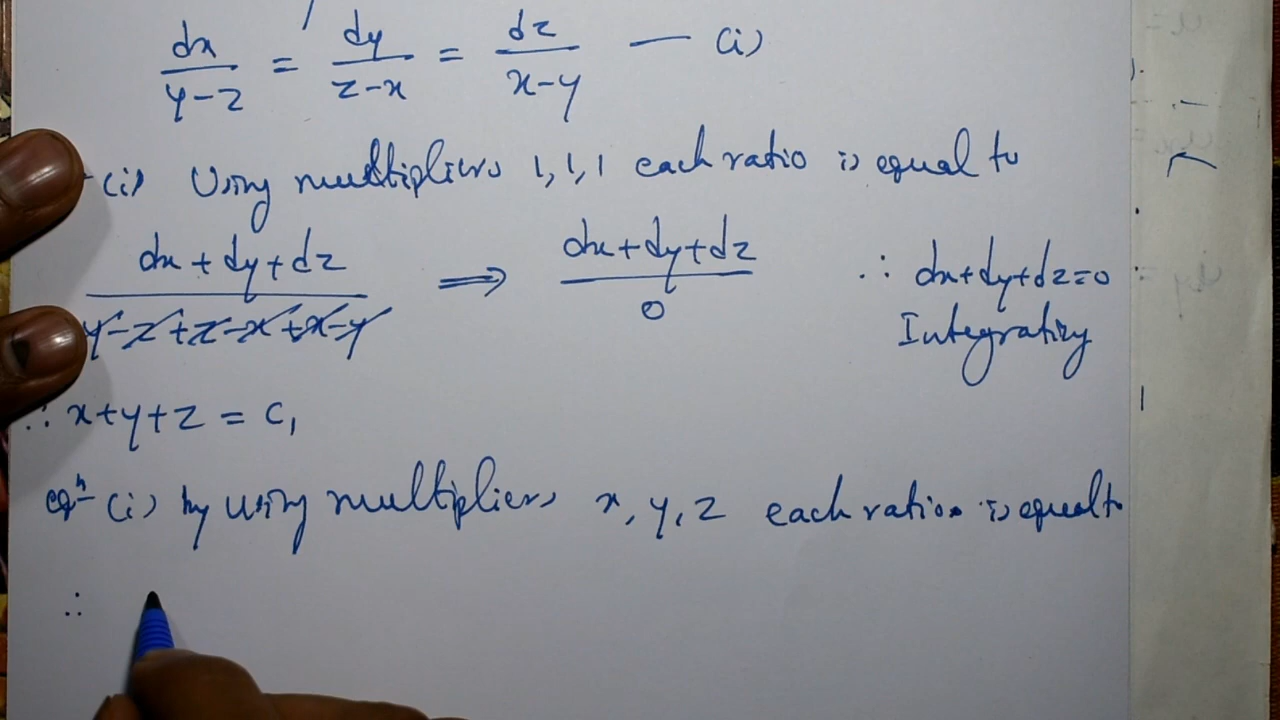 dx/y-z = dy/z-x = dz/x-y — (i)
(i) Using multipliers 1, 1, 1 each ratio is equal to
dx+dy+dz/y-z+z-x+x-y ⟹ dx+dy+dz/0 ∴ dx+dy+dz=0
Integrating
∴ x+y+z = c₁
eqⁿ (i) by using multipliers x, y, z each ratio is equal to
∴